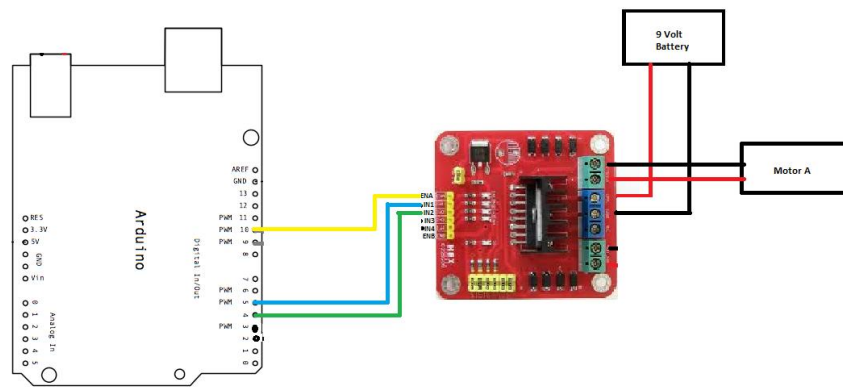 9 Volt
Battery
Motor A
ENA
IN1
IN2
IN3
IN4
ENB
AREF
GND
13
12
PWM 11
PWM 10
PWM 9
8
7
PWM 6
PWM 5
4
PWM 3
2
1
0
Digital In/Out
Arduino
RES
3.3V
5V
GND
Vin
0
1
2
3
4
5
Analog In